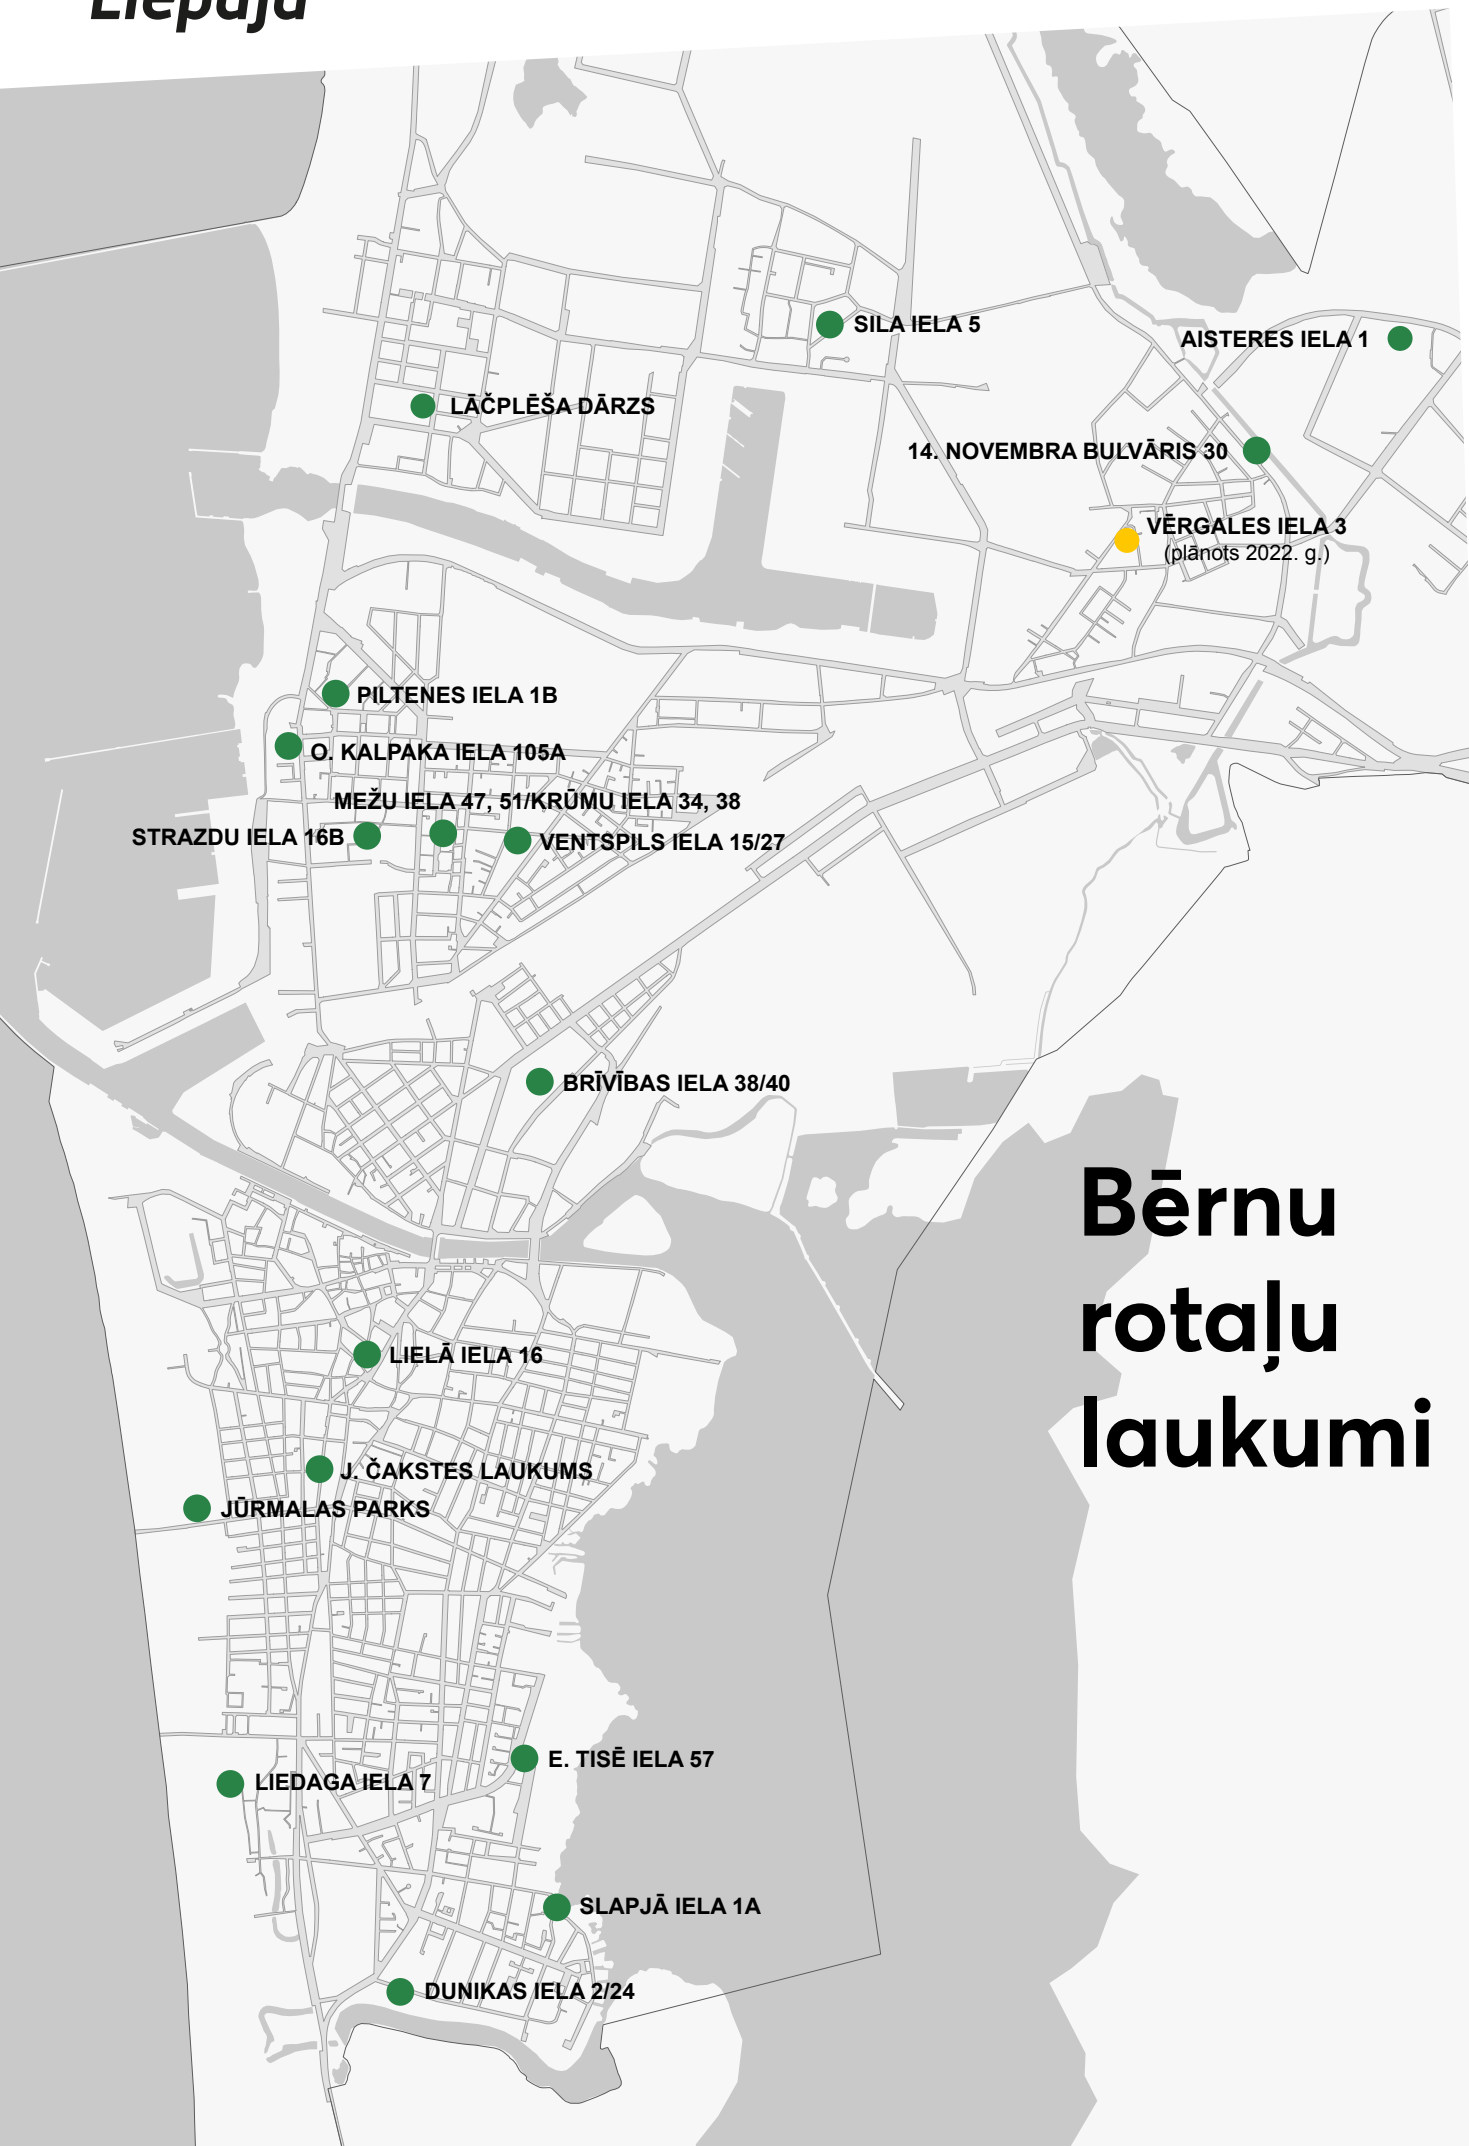 Liepāja
SILA IELA 5
AISTERES IELA 1
LĀČPLĒŠA DĀRZS
14. NOVEMBRA BULVĀRIS 30
VĒRGALES IELA 3
(plānots 2022. g.)
PILTENES IELA 1B
O. KALPAKA IELA 105A
MEŽU IELA 47, 51/KRŪMU IELA 34, 38
STRAZDU IELA 16B
VENTSPILS IELA 15/27
BRĪVĪBAS IELA 38/40
Bērnu
rotaļu
laukumi
LIELĀ IELA 16
J. ČAKSTES LAUKUMS
JŪRMALAS PARKS
E. TISĒ IELA 57
LIEDAGA IELA 7
SLAPJĀ IELA 1A
DUNIKAS IELA 2/24